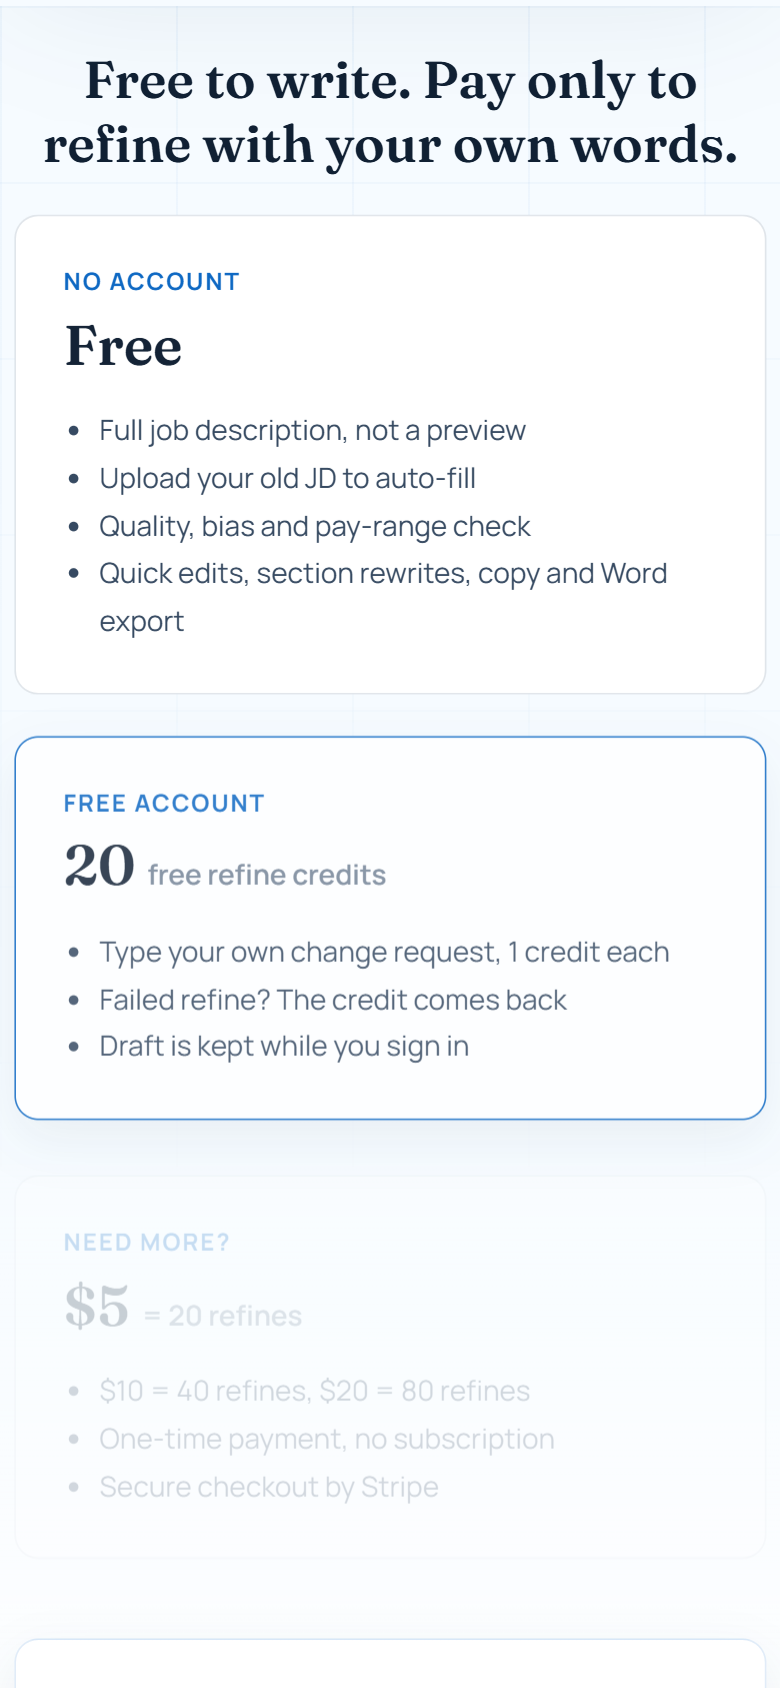 Free to write. Pay only to
refine with your own words.
NO ACCOUNT
Free
• Full job description, not a preview
• Upload your old JD to auto-fill
• Quality, bias and pay-range check
• Quick edits, section rewrites, copy and Word
export
FREE ACCOUNT
20 free refine credits
• Type your own change request, 1 credit each
• Failed refine? The credit comes back
• Draft is kept while you sign in
NEED MORE?
$5 = 20 refines
• $10 = 40 refines, $20 = 80 refines
• One-time payment, no subscription
• Secure checkout by Stripe